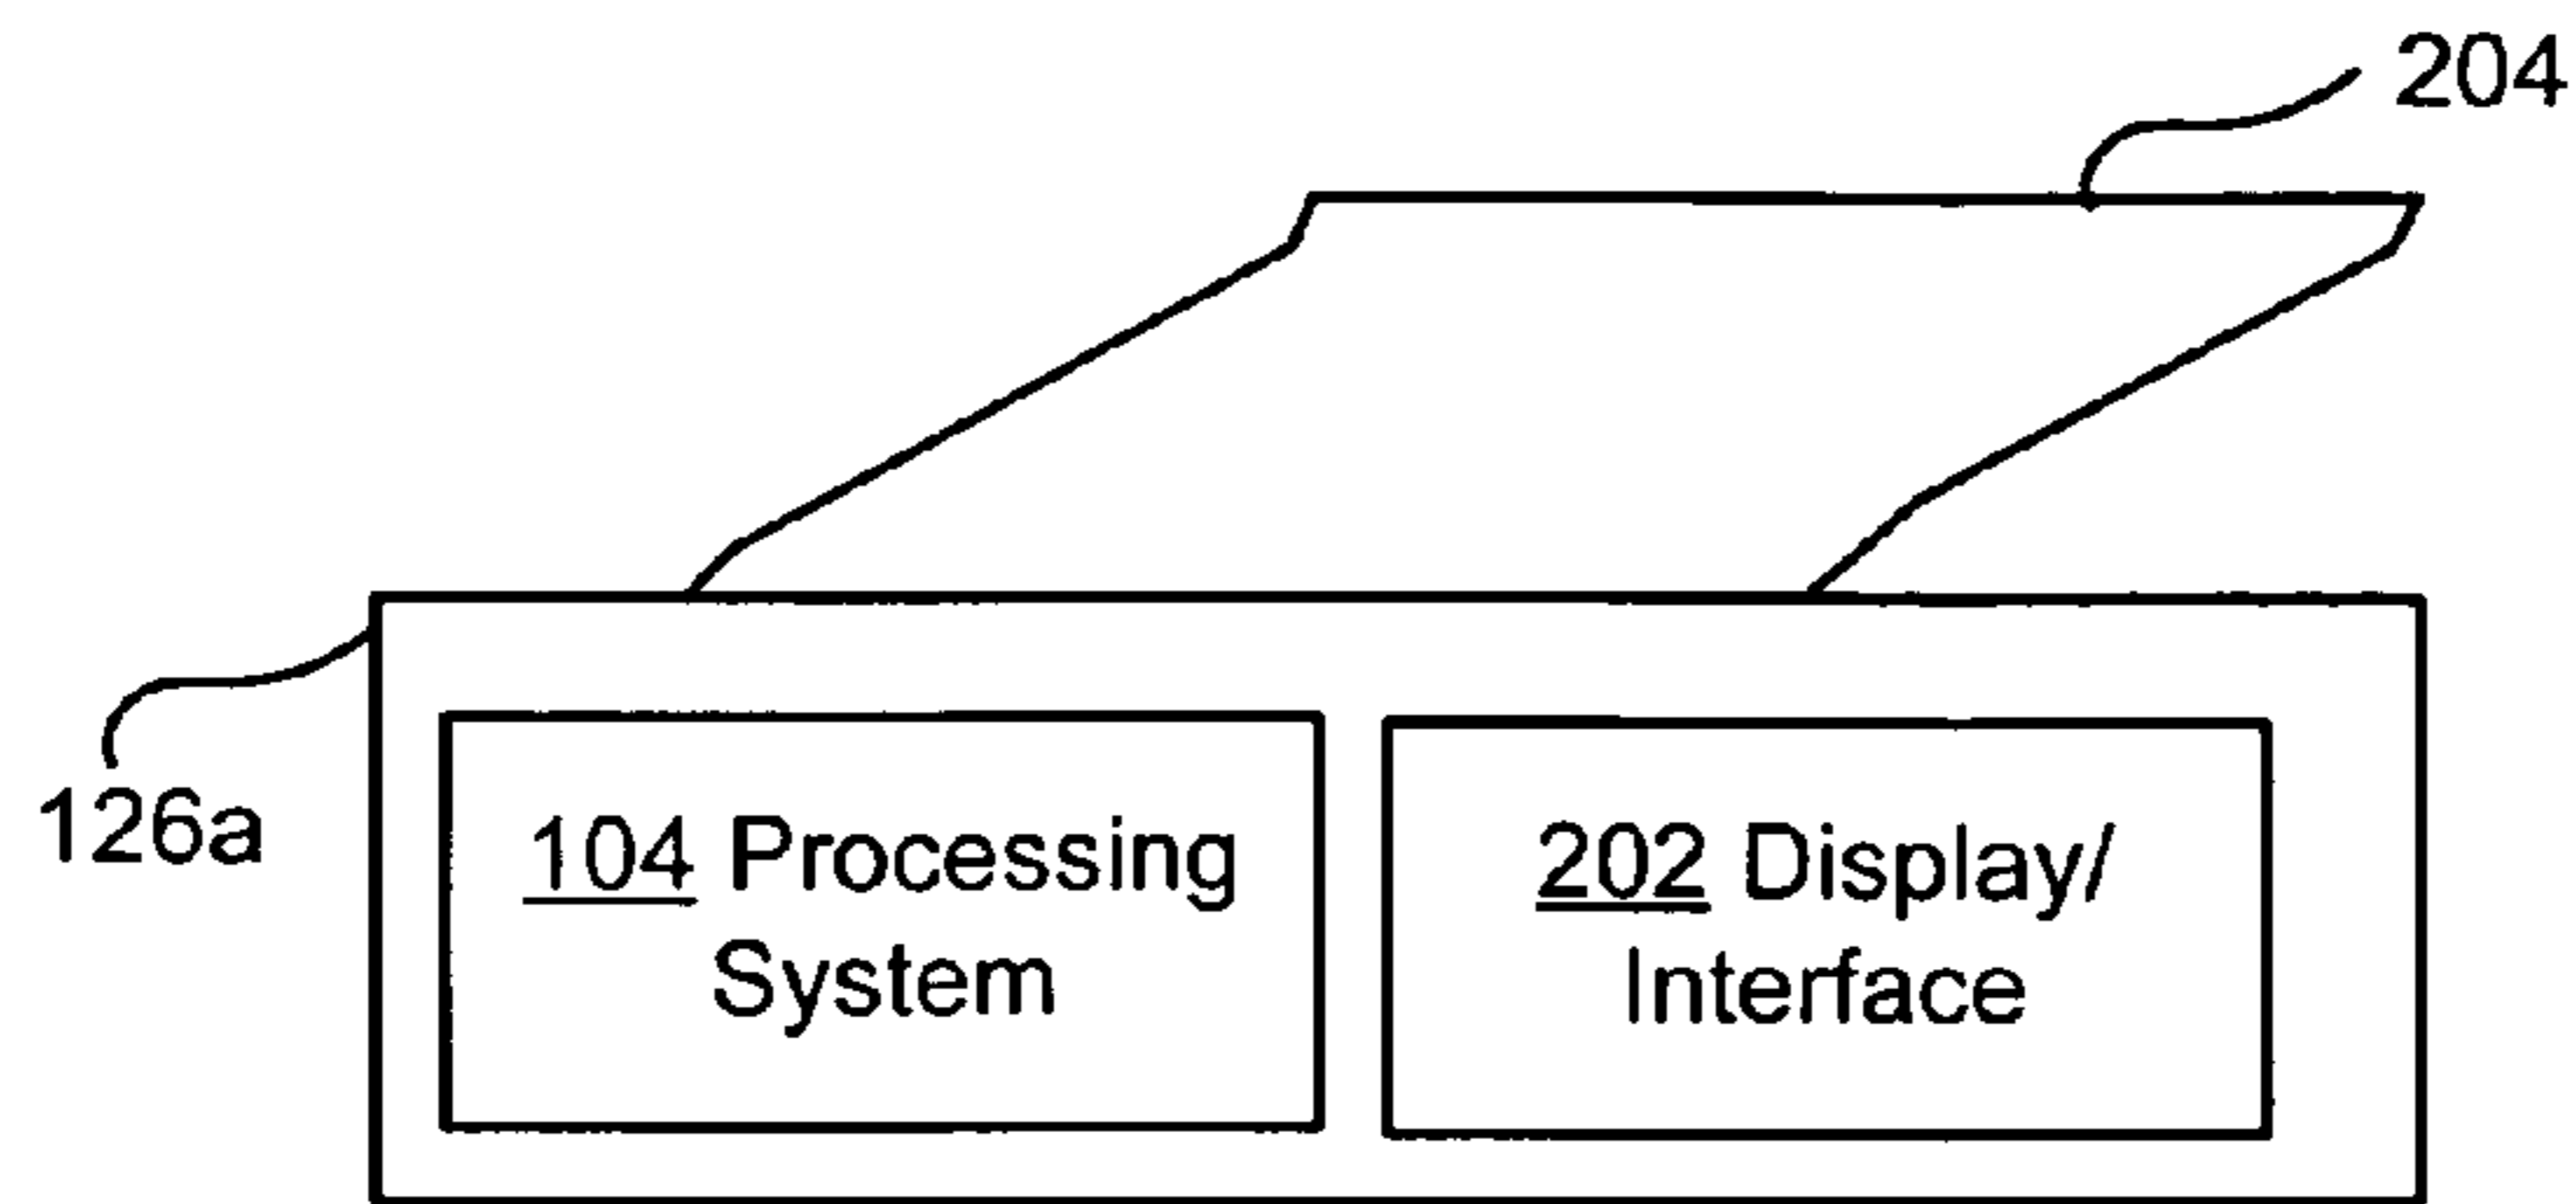 204
126a
104 Processing
System
202 Display/
Interface